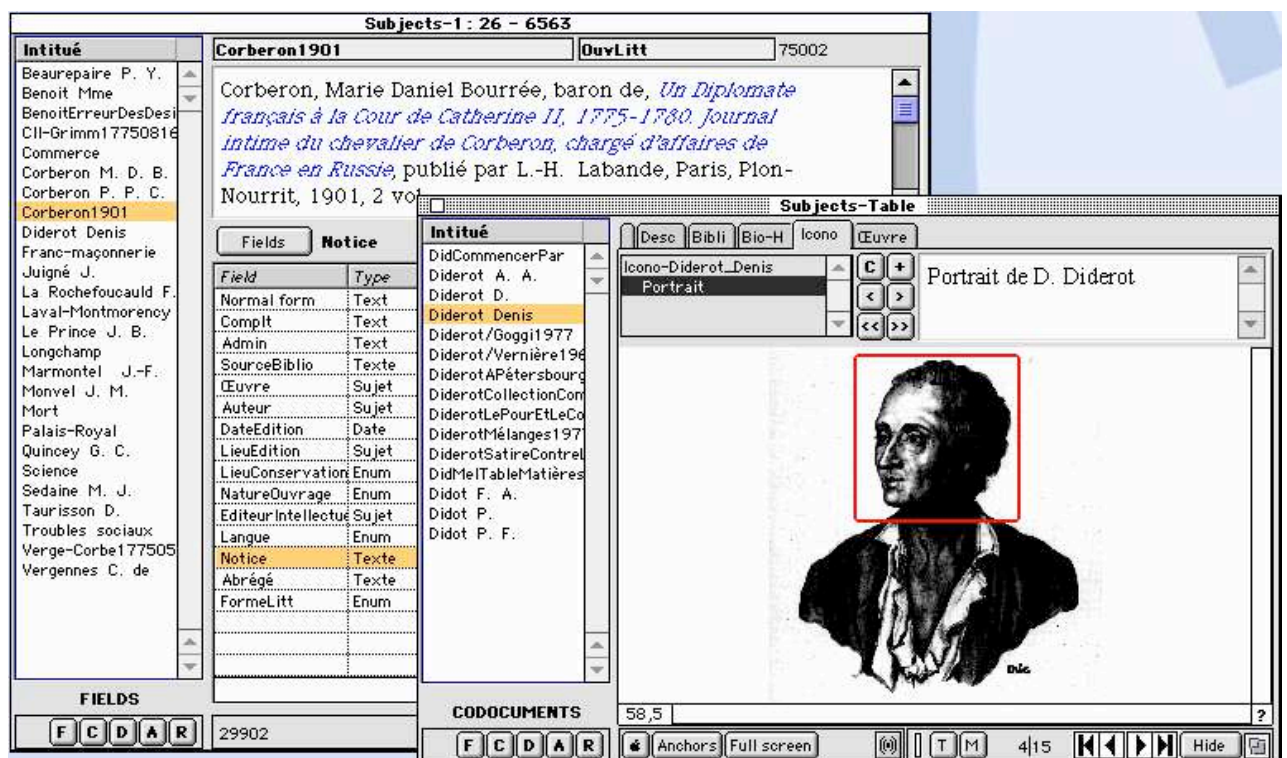 Subjects-1 : 26 - 6563
Intitué
Beaurepaire P. Y.
Benoit Mme
BenoitErreurDesDesi
CII-Grimm17750816
Commerce
Corberon M. D. B.
Corberon P. P. C.
Corberon1901
Diderot Denis
Franc-maçonnerie
Juigné J.
La Rochefoucauld F.
Laval-Montmorency
Le Prince J. B.
Longchamp
Marmontel J.-F.
Monvel J. M.
Mort
Palais-Royal
Quincey G. C.
Science
Sedaine M. J.
Taurisson D.
Troubles sociaux
Verge-Corbe177505
Vergennes C. de
FIELDS
F C D A R
Corberon1901 OuvLitt 75002
Corberon, Marie Daniel Bourrée, baron de, Un Diplomate
français à la Cour de Catherine II, 1775-1780. Journal
intime du chevalier de Corberon, chargé d'affaires de
France en Russie, publié par L.-H. Labande, Paris, Plon-
Nourrit, 1901, 2 vol
Fields Notice
Field Type
Normal form Text
Complt Text
Admin Text
SourceBiblio Texte
Œuvre Sujet
Auteur Sujet
DateEdition Date
LieuEdition Sujet
LieuConservation Enum
NatureOuvrage Enum
EditeurIntellectue Sujet
Langue Enum
Notice Texte
Abrégé Texte
FormeLitt Enum
29902
Subjects-Table
Intitué
DidCommencerPar
Diderot A. A.
Diderot D.
Diderot Denis
Diderot/Goggi1977
Diderot/Vernière196
DiderotAPétersbourg
DiderotCollectionCom
DiderotLePourEtLeCo
DiderotMélanges197
DiderotSatireContreL
DidMelTableMatières
Didot F. A.
Didot P.
Didot P. F.
CODOCUMENTS
F C D A R
Desc Bibli Bio-H Icono Œuvre
Icono-Diderot_Denis
Portrait
C +
< >
<< >>
Portrait de D. Diderot
58,5 ?
Anchors Full screen T M 4|15 Hide